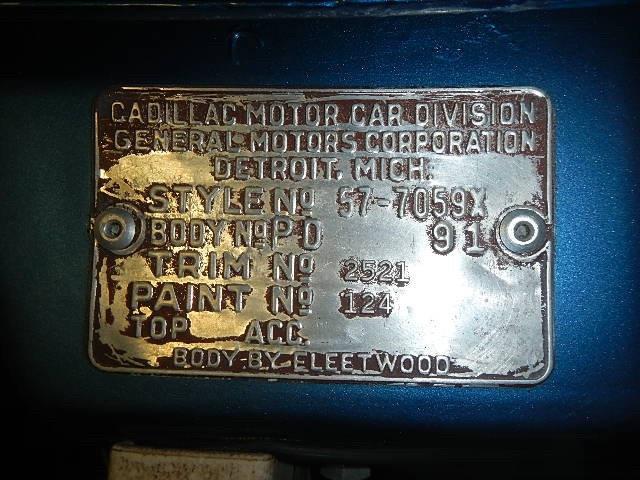 CADILLAC MOTOR CAR DIVISION
GENERAL MOTORS CORPORATION
DETROIT, MICH.
STYLE Nº 57-7059X
BODY Nº PD 91
TRIM Nº 2521
PAINT Nº 124
TOP ACC.
BODY BY FLEETWOOD